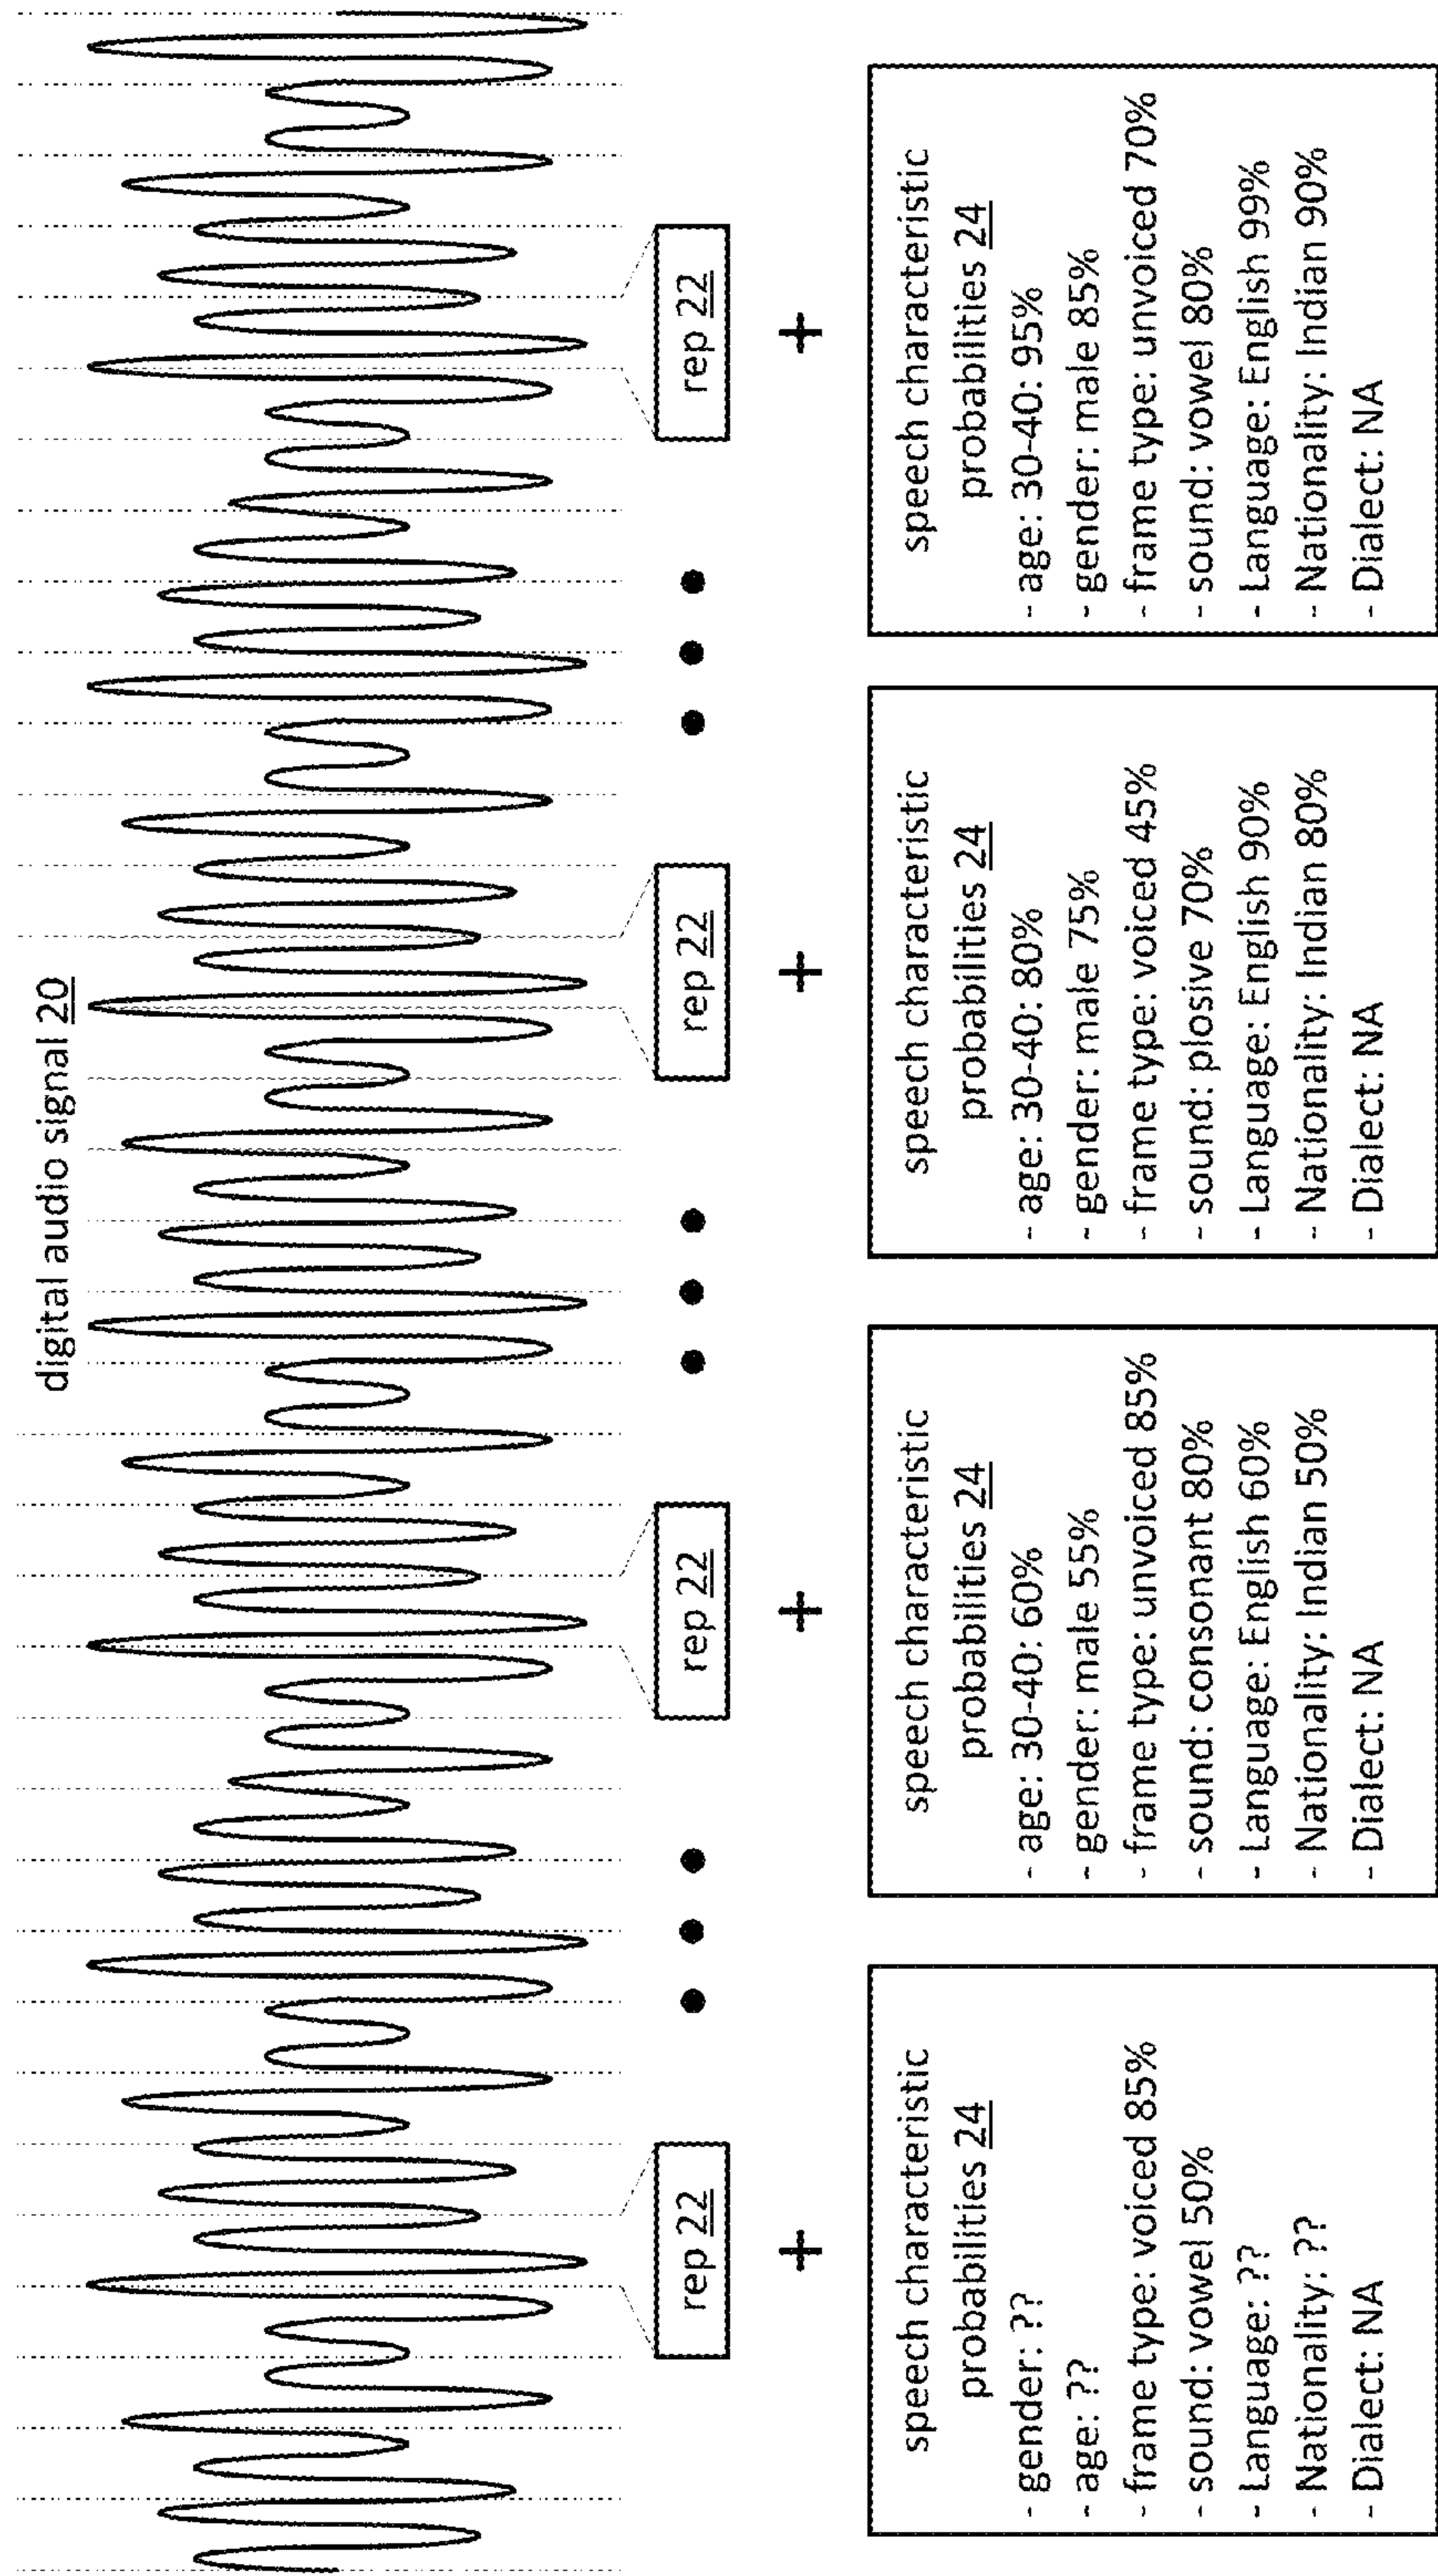 digital audio signal 20
rep 22
rep 22
rep 22
rep 22
+
+
+
+
speech characteristic
probabilities 24
- gender: ??
- age: ??
- frame type: voiced 85%
- sound: vowel 50%
- Language: ??
- Nationality: ??
- Dialect: NA
speech characteristic
probabilities 24
- age: 30-40: 60%
- gender: male 55%
- frame type: unvoiced 85%
- sound: consonant 80%
- Language: English 60%
- Nationality: Indian 50%
- Dialect: NA
speech characteristic
probabilities 24
- age: 30-40: 80%
- gender: male 75%
- frame type: voiced 45%
- sound: plosive 70%
- Language: English 90%
- Nationality: Indian 80%
- Dialect: NA
speech characteristic
probabilities 24
- age: 30-40: 95%
- gender: male 85%
- frame type: unvoiced 70%
- sound: vowel 80%
- Language: English 99%
- Nationality: Indian 90%
- Dialect: NA